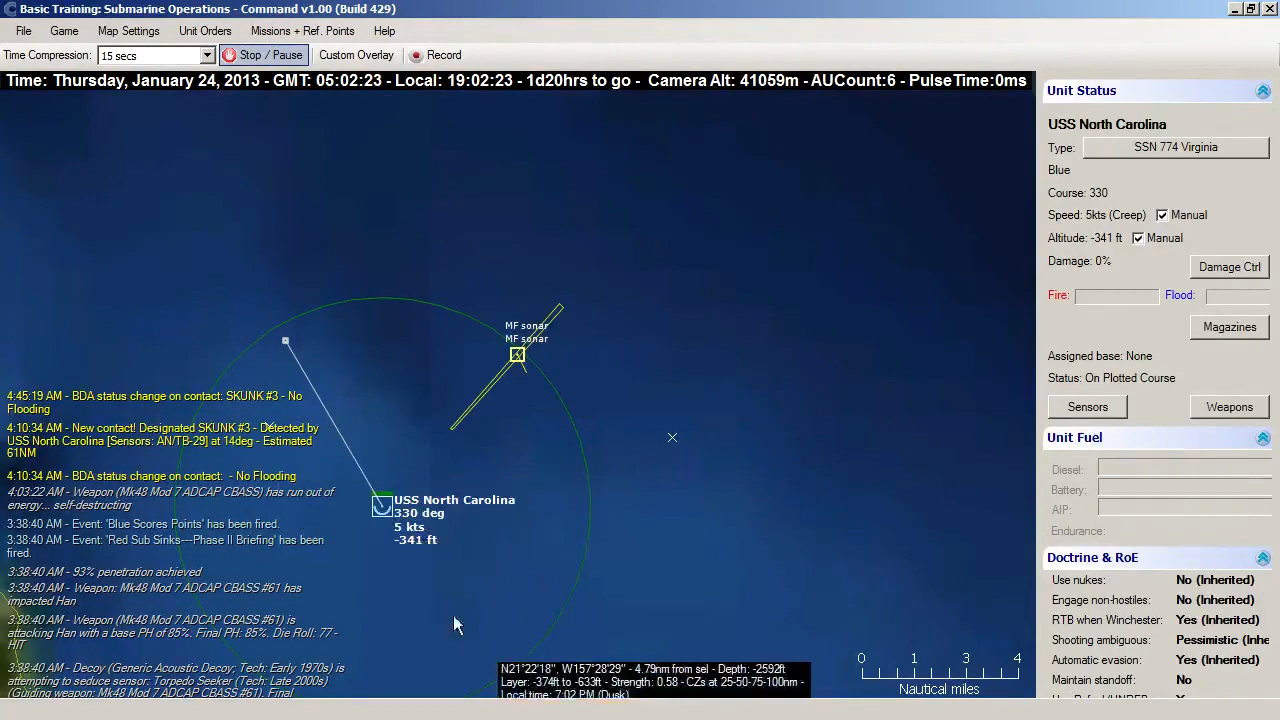 Basic Training: Submarine Operations - Command v1.00 (Build 429)
File Game Map Settings Unit Orders Missions + Ref. Points Help
Time Compression: 15 secs Stop / Pause Custom Overlay Record
Time: Thursday, January 24, 2013 - GMT: 05:02:23 - Local: 19:02:23 - 1d20hrs to go - Camera Alt: 41059m - AUCount:6 - PulseTime:0ms
MF sonar
MF sonar
USS North Carolina
330 deg
5 kts
-341 ft
4:45:19 AM - BDA status change on contact: SKUNK #3 - No
Flooding
4:10:34 AM - New contact! Designated SKUNK #3 - Detected by
USS North Carolina [Sensors: AN/TB-29] at 14deg - Estimated
61NM
4:10:34 AM - BDA status change on contact: - No Flooding
4:03:22 AM - Weapon (Mk48 Mod 7 ADCAP CBASS) has run out of
energy... self-destructing
3:38:40 AM - Event: 'Blue Scores Points' has been fired.
3:38:40 AM - Event: 'Red Sub Sinks---Phase II Briefing' has been
fired.
3:38:40 AM - 93% penetration achieved
3:38:40 AM - Weapon: Mk48 Mod 7 ADCAP CBASS #61 has
impacted Han
3:38:40 AM - Weapon (Mk48 Mod 7 ADCAP CBASS #61) is
attacking Han with a base PH of 85%. Final PH: 85%. Die Roll: 77 -
HIT
3:38:40 AM - Decoy (Generic Acoustic Decoy; Tech: Early 1970s) is
attempting to seduce sensor: Torpedo Seeker (Tech: Late 2000s)
(Guiding weapon: Mk48 Mod 7 ADCAP CBASS #61). Final
N21°22'18", W157°28'29" - 4.79nm from sel - Depth: -2592ft
Layer: -374ft to -633ft - Strength: 0.58 - CZs at 25-50-75-100nm -
Local time: 7:02 PM (Dusk)
0 1 3 4
Nautical miles
Unit Status
USS North Carolina
Type: SSN 774 Virginia
Blue
Course: 330
Speed: 5kts (Creep) Manual
Altitude: -341 ft Manual
Damage: 0% Damage Ctrl
Fire: Flood:
Magazines
Assigned base: None
Status: On Plotted Course
Sensors Weapons
Unit Fuel
Diesel:
Battery:
AIP:
Endurance:
Doctrine & RoE
Use nukes: No (Inherited)
Engage non-hostiles: No (Inherited)
RTB when Winchester: Yes (Inherited)
Shooting ambiguous: Pessimistic (Inhe
Automatic evasion: Yes (Inherited)
Maintain standoff: No